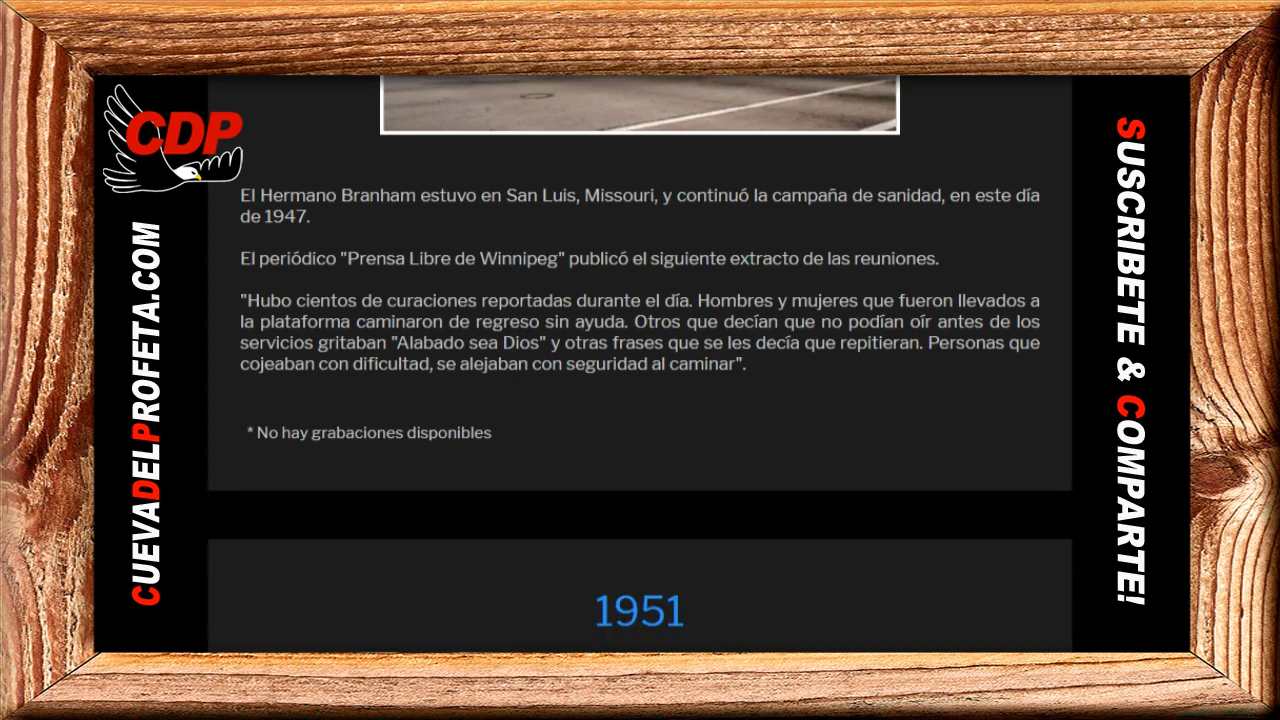 CDP
CUEVADELPROFETA.COM
El Hermano Branham estuvo en San Luis, Missouri, y continuó la campaña de sanidad, en este día
de 1947.
El periódico "Prensa Libre de Winnipeg" publicó el siguiente extracto de las reuniones.
"Hubo cientos de curaciones reportadas durante el día. Hombres y mujeres que fueron llevados a
la plataforma caminaron de regreso sin ayuda. Otros que decían que no podían oír antes de los
servicios gritaban "Alabado sea Dios" y otras frases que se les decía que repitieran. Personas que
cojeaban con dificultad, se alejaban con seguridad al caminar".
* No hay grabaciones disponibles
1951
SUSCRIBETE & COMPARTE!